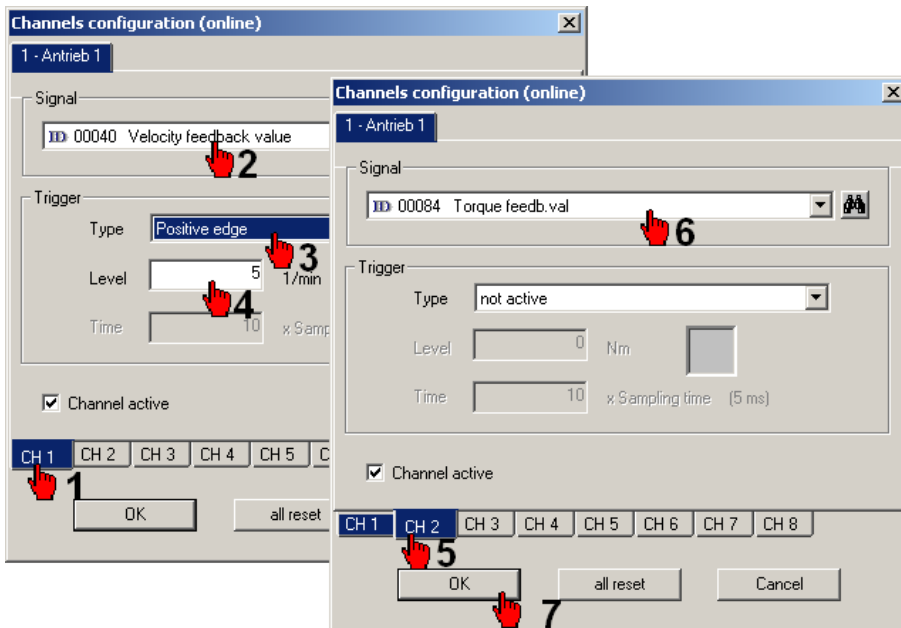 Channels configuration (online)
1 - Antrieb 1
Signal
ID 00040 Velocity feedback value
2
Trigger
Type Positive edge
3
Level 5 1/min
4
Time 10 x Samp
Channel active
CH 1 CH 2 CH 3 CH 4 CH 5 C
1
OK all reset
Channels configuration (online)
1 - Antrieb 1
Signal
ID 00084 Torque feedb.val
6
Trigger
Type not active
Level 0 Nm
Time 10 x Sampling time (5 ms)
Channel active
CH 1 CH 2 CH 3 CH 4 CH 5 CH 6 CH 7 CH 8
5
OK all reset Cancel
7